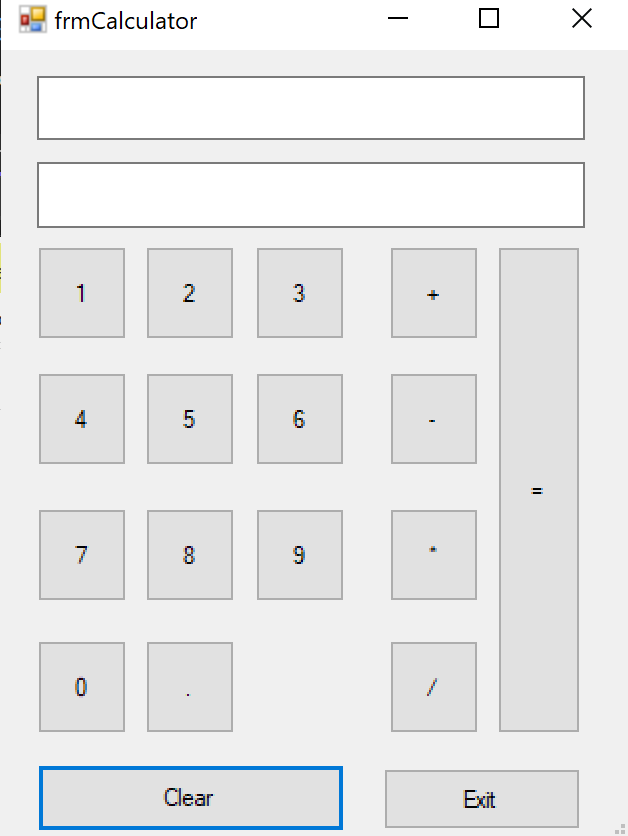 frmCalculator
1 2 3 +
4 5 6 -
=
7 8 9 *
0 . /
Clear Exit